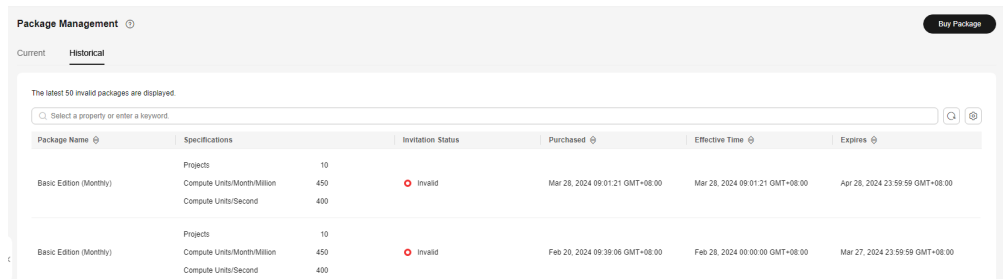 Package Management
Buy Package
Current Historical
The latest 50 invalid packages are displayed.
Select a property or enter a keyword.
Package Name Specifications Invitation Status Purchased Effective Time Expires
Projects 10
Basic Edition (Monthly) Compute Units/Month/Million 450 Invalid Mar 28, 2024 09:01:21 GMT+08:00 Mar 28, 2024 09:01:21 GMT+08:00 Apr 28, 2024 23:59:59 GMT+08:00
Compute Units/Second 400
Projects 10
Basic Edition (Monthly) Compute Units/Month/Million 450 Invalid Feb 20, 2024 09:39:06 GMT+08:00 Feb 28, 2024 00:00:00 GMT+08:00 Mar 27, 2024 23:59:59 GMT+08:00
Compute Units/Second 400